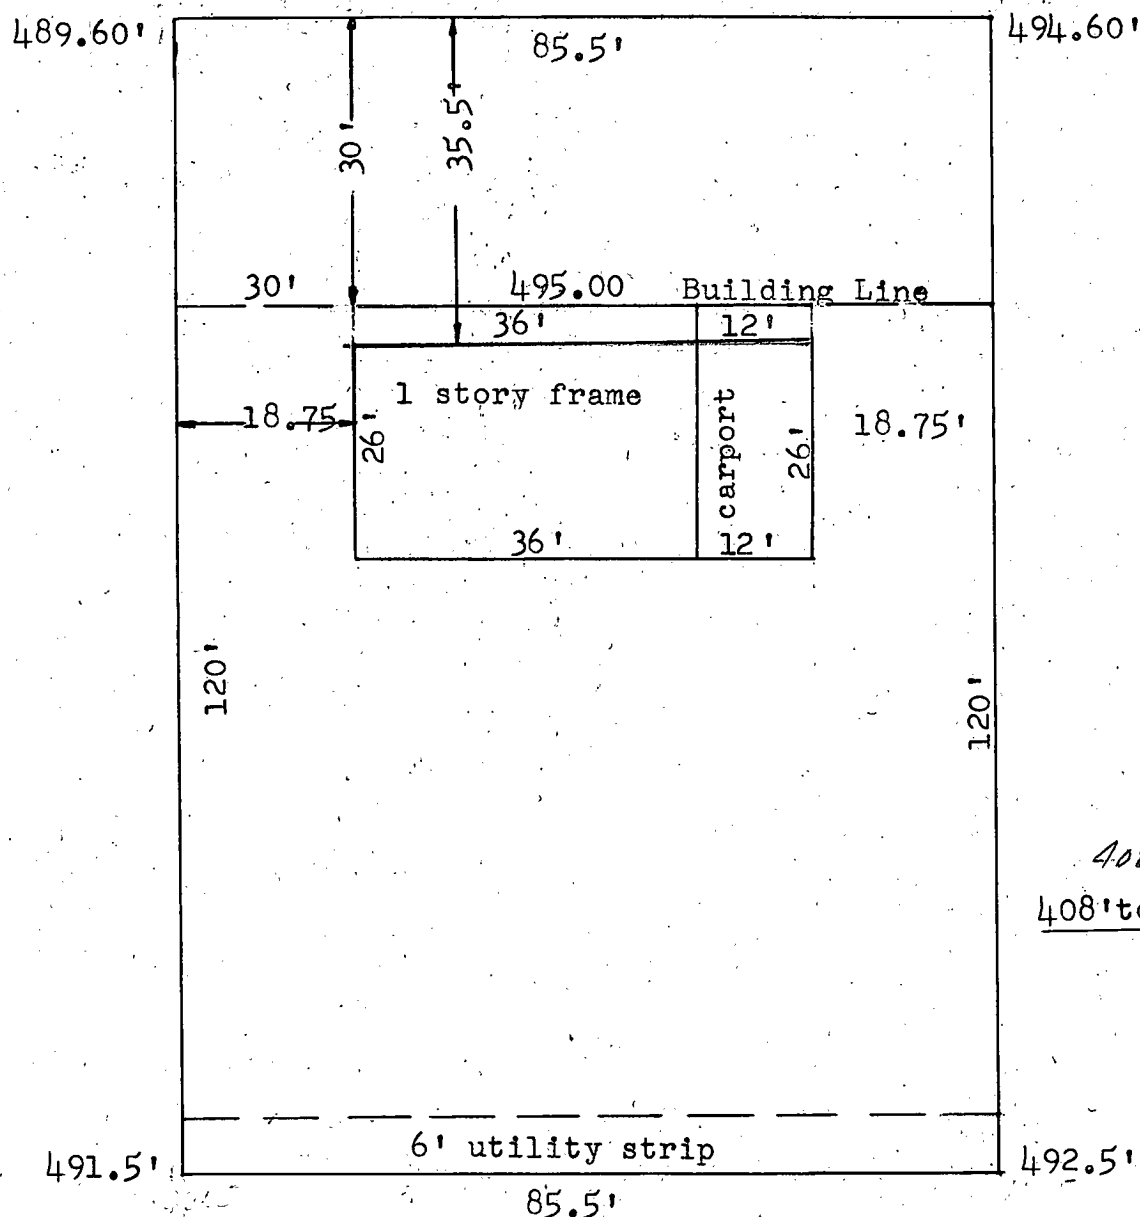 489.60' 85.5' 494.60'
30' 35.5'
30' 495.00 Building Line
36' 12'
1 story frame
18.75 26' carport 26' 18.75'
36' 12'
120' 120'
408'
6' utility strip
491.5' 492.5'
85.5'